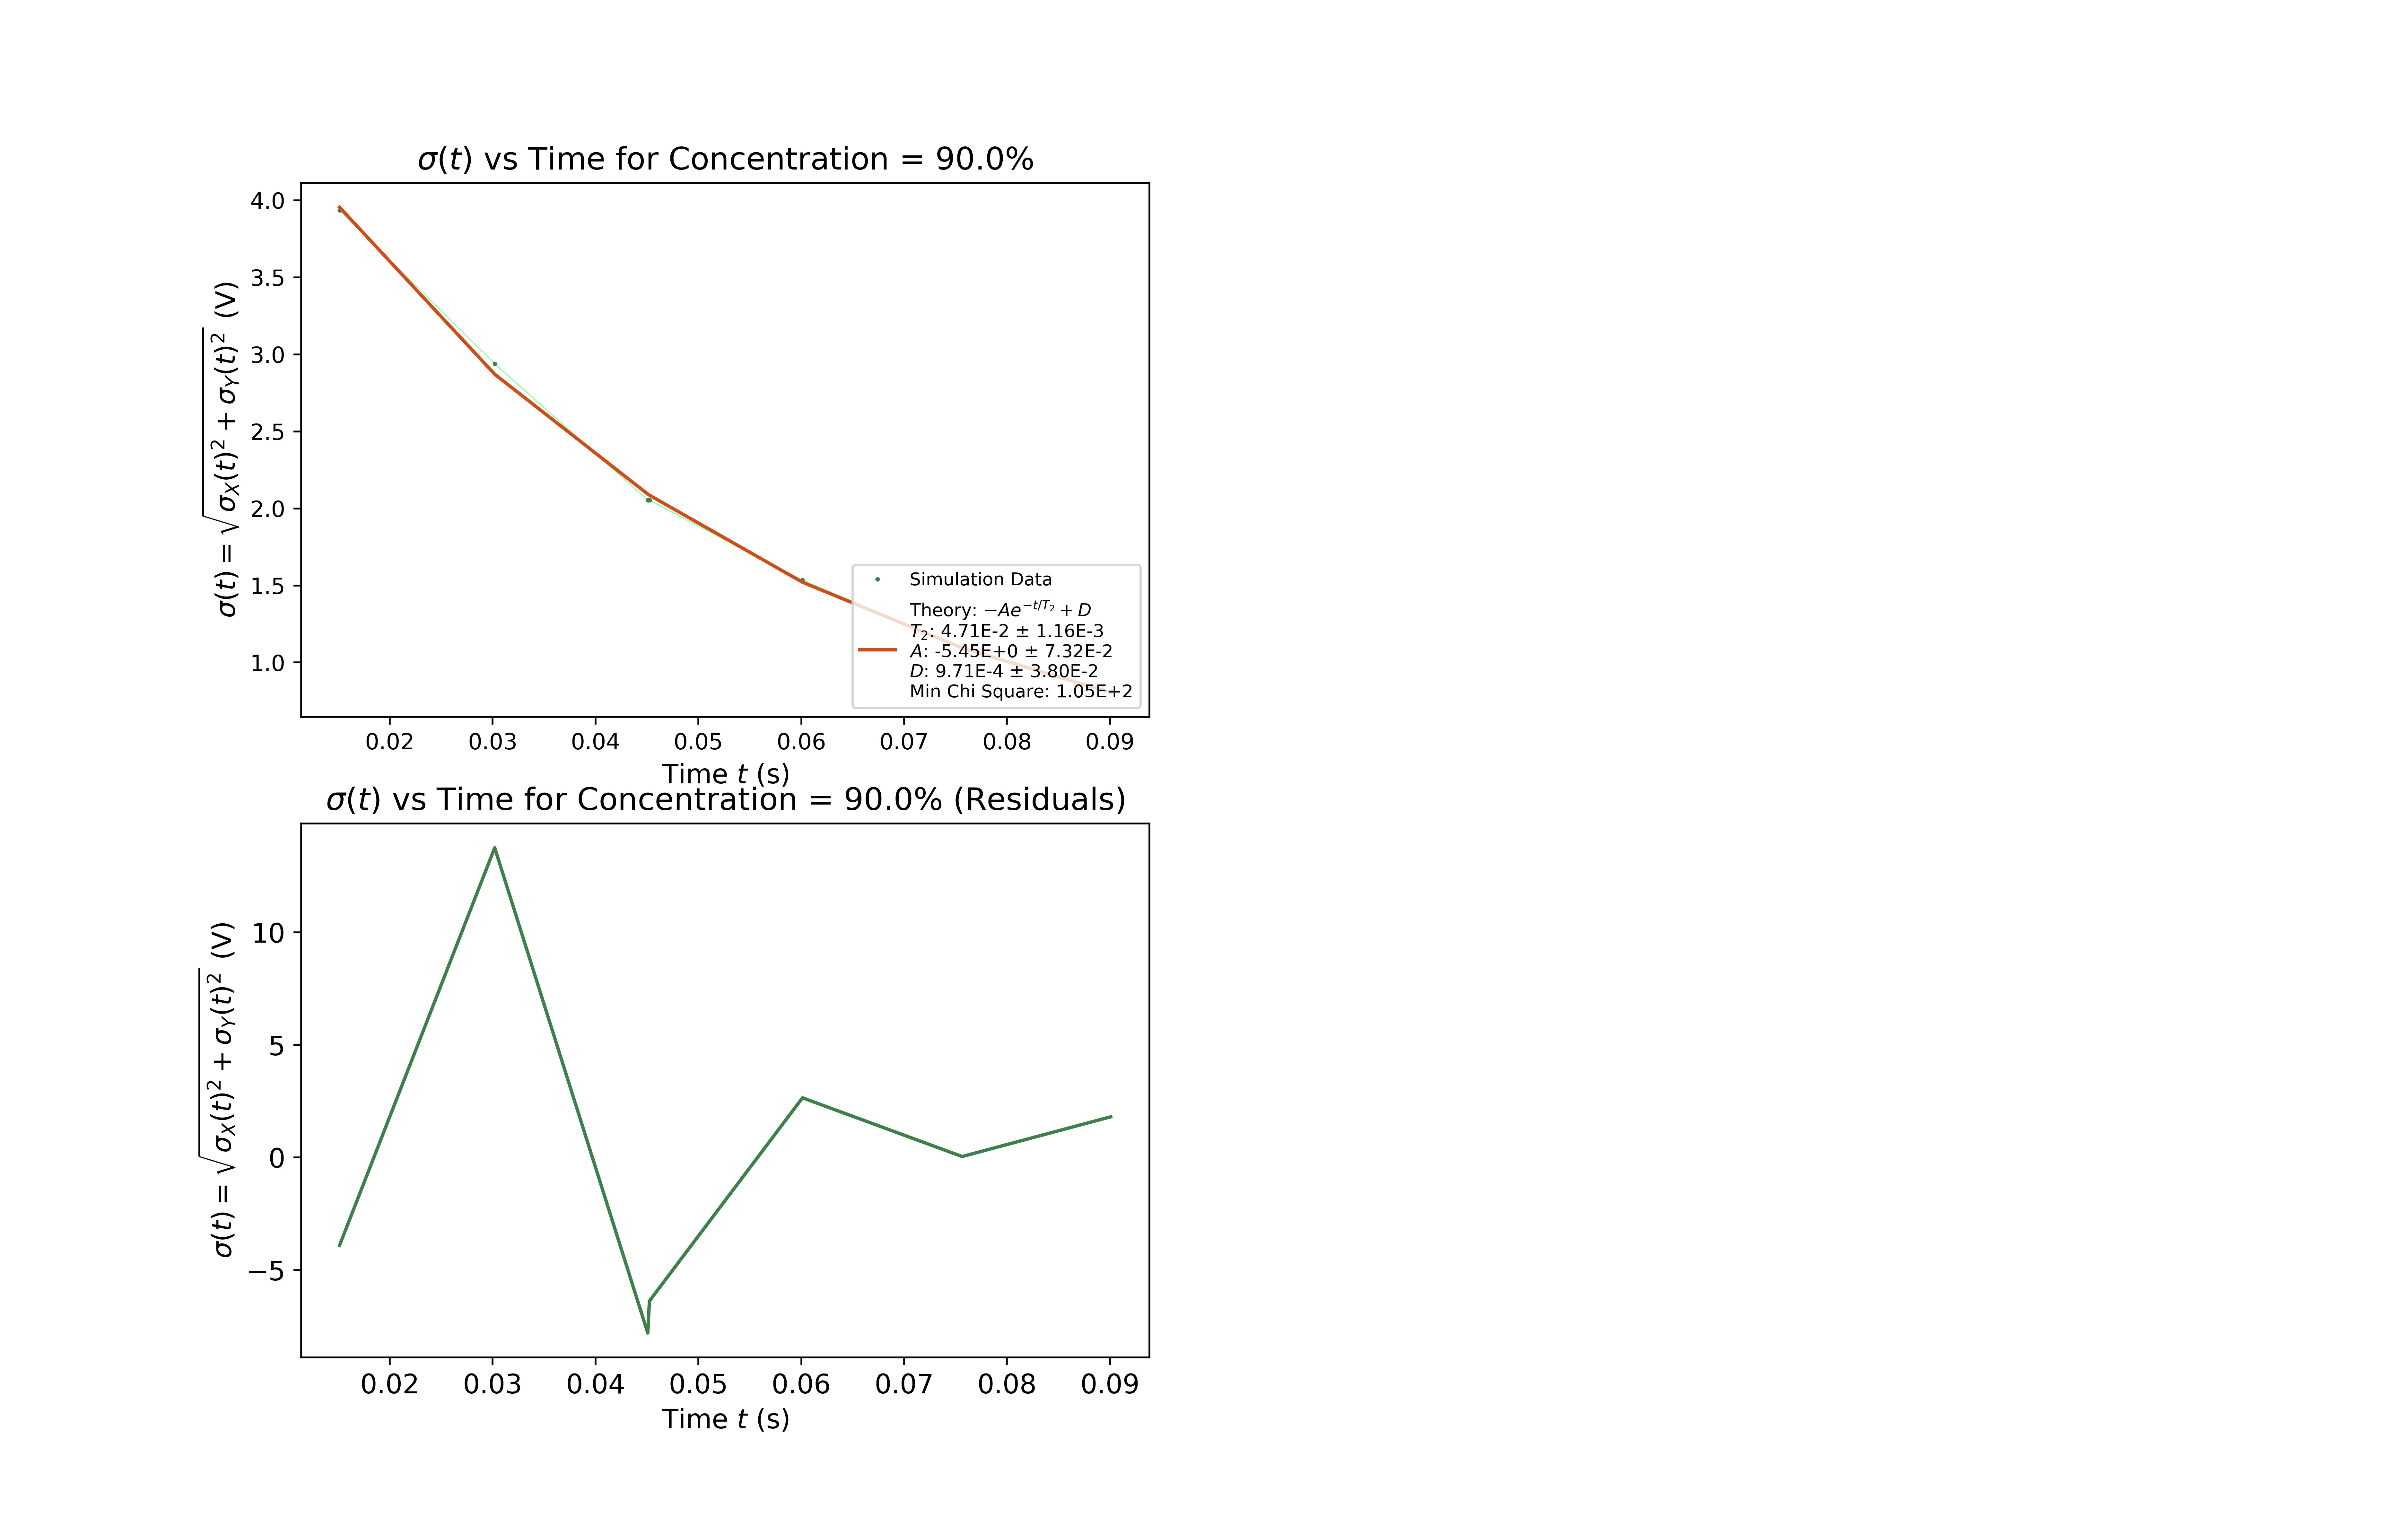 σ(t) vs Time for Concentration = 90.0%
σ(t) = √σ_X(t)² + σ_Y(t)² (V)
4.0
3.5
3.0
2.5
2.0
1.5
1.0
Simulation Data
Theory: −Ae^{−t/T₂} + D
T₂: 4.71E-2 ± 1.16E-3
A: -5.45E+0 ± 7.32E-2
D: 9.71E-4 ± 3.80E-2
Min Chi Square: 1.05E+2
0.02 0.03 0.04 0.05 0.06 0.07 0.08 0.09
Time t (s)
σ(t) vs Time for Concentration = 90.0% (Residuals)
σ(t) = √σ_X(t)² + σ_Y(t)² (V)
10
5
0
−5
0.02 0.03 0.04 0.05 0.06 0.07 0.08 0.09
Time t (s)